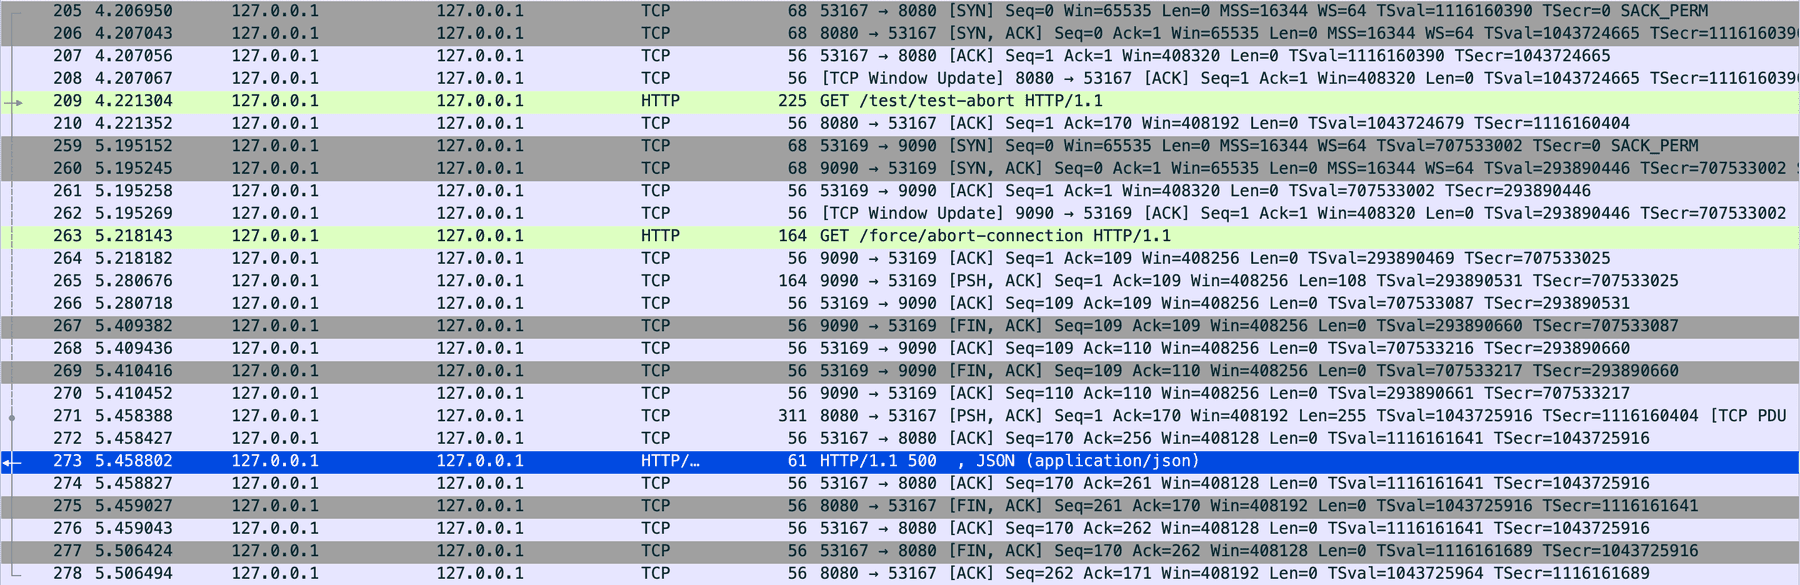 205 4.206950 127.0.0.1 127.0.0.1 TCP 68 53167 → 8080 [SYN] Seq=0 Win=65535 Len=0 MSS=16344 WS=64 TSval=1116160390 TSecr=0 SACK_PERM
206 4.207043 127.0.0.1 127.0.0.1 TCP 68 8080 → 53167 [SYN, ACK] Seq=0 Ack=1 Win=65535 Len=0 MSS=16344 WS=64 TSval=1043724665 TSecr=1116160390
207 4.207056 127.0.0.1 127.0.0.1 TCP 56 53167 → 8080 [ACK] Seq=1 Ack=1 Win=408320 Len=0 TSval=1116160390 TSecr=1043724665
208 4.207067 127.0.0.1 127.0.0.1 TCP 56 [TCP Window Update] 8080 → 53167 [ACK] Seq=1 Ack=1 Win=408320 Len=0 TSval=1043724665 TSecr=1116160390
209 4.221304 127.0.0.1 127.0.0.1 HTTP 225 GET /test/test-abort HTTP/1.1
210 4.221352 127.0.0.1 127.0.0.1 TCP 56 8080 → 53167 [ACK] Seq=1 Ack=170 Win=408192 Len=0 TSval=1043724679 TSecr=1116160404
259 5.195152 127.0.0.1 127.0.0.1 TCP 68 53169 → 9090 [SYN] Seq=0 Win=65535 Len=0 MSS=16344 WS=64 TSval=707533002 TSecr=0 SACK_PERM
260 5.195245 127.0.0.1 127.0.0.1 TCP 68 9090 → 53169 [SYN, ACK] Seq=0 Ack=1 Win=65535 Len=0 MSS=16344 WS=64 TSval=293890446 TSecr=707533002
261 5.195258 127.0.0.1 127.0.0.1 TCP 56 53169 → 9090 [ACK] Seq=1 Ack=1 Win=408320 Len=0 TSval=707533002 TSecr=293890446
262 5.195269 127.0.0.1 127.0.0.1 TCP 56 [TCP Window Update] 9090 → 53169 [ACK] Seq=1 Ack=1 Win=408320 Len=0 TSval=293890446 TSecr=707533002
263 5.218143 127.0.0.1 127.0.0.1 HTTP 164 GET /force/abort-connection HTTP/1.1
264 5.218182 127.0.0.1 127.0.0.1 TCP 56 9090 → 53169 [ACK] Seq=1 Ack=109 Win=408256 Len=0 TSval=293890469 TSecr=707533025
265 5.280676 127.0.0.1 127.0.0.1 TCP 164 9090 → 53169 [PSH, ACK] Seq=1 Ack=109 Win=408256 Len=108 TSval=293890531 TSecr=707533025
266 5.280718 127.0.0.1 127.0.0.1 TCP 56 53169 → 9090 [ACK] Seq=109 Ack=109 Win=408256 Len=0 TSval=707533087 TSecr=293890531
267 5.409382 127.0.0.1 127.0.0.1 TCP 56 9090 → 53169 [FIN, ACK] Seq=109 Ack=109 Win=408256 Len=0 TSval=293890660 TSecr=707533087
268 5.409436 127.0.0.1 127.0.0.1 TCP 56 53169 → 9090 [ACK] Seq=109 Ack=110 Win=408256 Len=0 TSval=707533216 TSecr=293890660
269 5.410416 127.0.0.1 127.0.0.1 TCP 56 53169 → 9090 [FIN, ACK] Seq=109 Ack=110 Win=408256 Len=0 TSval=707533217 TSecr=293890660
270 5.410452 127.0.0.1 127.0.0.1 TCP 56 9090 → 53169 [ACK] Seq=110 Ack=110 Win=408256 Len=0 TSval=293890661 TSecr=707533217
271 5.458388 127.0.0.1 127.0.0.1 TCP 311 8080 → 53167 [PSH, ACK] Seq=1 Ack=170 Win=408192 Len=255 TSval=1043725916 TSecr=1116160404 [TCP PDU
272 5.458427 127.0.0.1 127.0.0.1 TCP 56 53167 → 8080 [ACK] Seq=170 Ack=256 Win=408128 Len=0 TSval=1116161641 TSecr=1043725916
273 5.458802 127.0.0.1 127.0.0.1 HTTP/… 61 HTTP/1.1 500  , JSON (application/json)
274 5.458827 127.0.0.1 127.0.0.1 TCP 56 53167 → 8080 [ACK] Seq=170 Ack=261 Win=408128 Len=0 TSval=1116161641 TSecr=1043725916
275 5.459027 127.0.0.1 127.0.0.1 TCP 56 8080 → 53167 [FIN, ACK] Seq=261 Ack=170 Win=408192 Len=0 TSval=1043725916 TSecr=1116161641
276 5.459043 127.0.0.1 127.0.0.1 TCP 56 53167 → 8080 [ACK] Seq=170 Ack=262 Win=408128 Len=0 TSval=1116161641 TSecr=1043725916
277 5.506424 127.0.0.1 127.0.0.1 TCP 56 53167 → 8080 [FIN, ACK] Seq=170 Ack=262 Win=408128 Len=0 TSval=1116161689 TSecr=1043725916
278 5.506494 127.0.0.1 127.0.0.1 TCP 56 8080 → 53167 [ACK] Seq=262 Ack=171 Win=408192 Len=0 TSval=1043725964 TSecr=1116161689